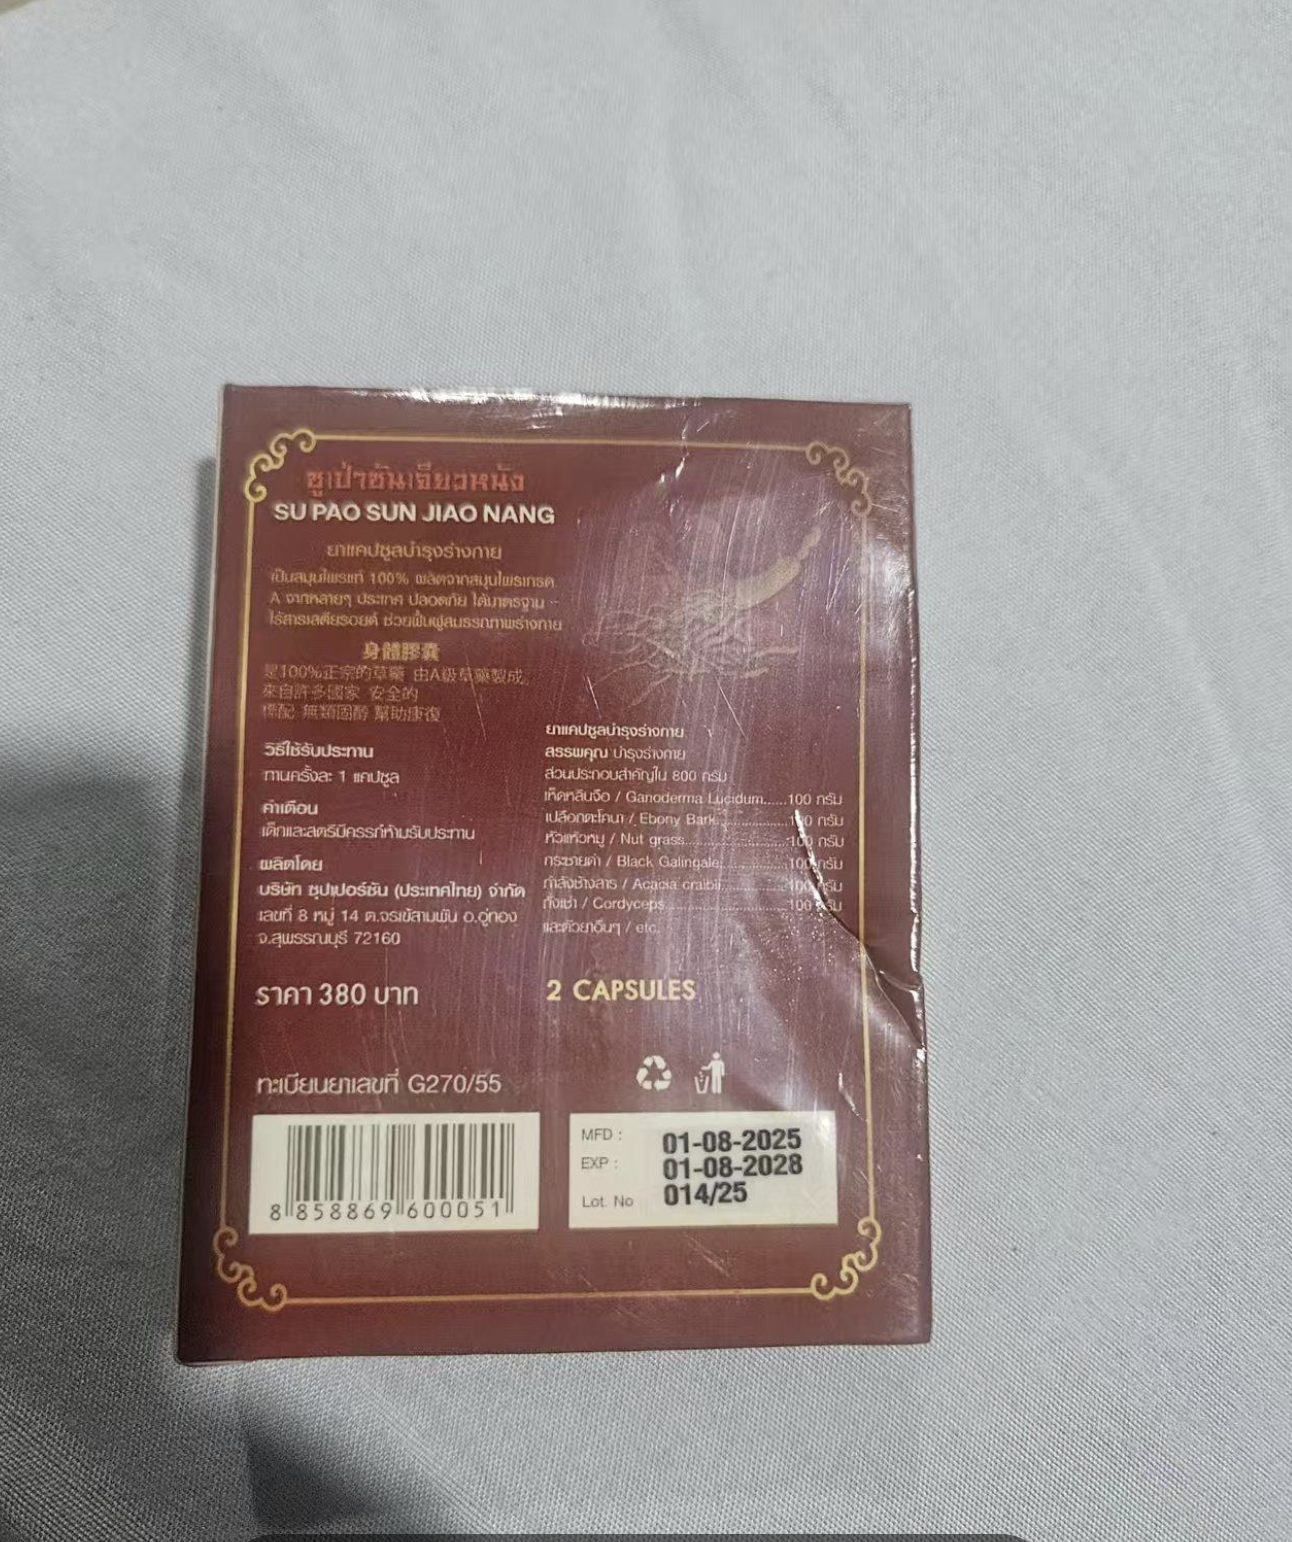 ซูเป่าซันเจียวหนัง
SU PAO SUN JIAO NANG
ยาแคปซูลบำรุงร่างกาย
เป็นสมุนไพรแท้ 100% ผลิตจากสมุนไพรเกรด
A จากหลายๆ ประเทศ ปลอดภัย ได้มาตรฐาน
ไร้สารเสตียรอยด์ ช่วยฟื้นฟูสมรรถภาพร่างกาย
身體膠囊
是100%正宗的草藥 由A級草藥製成
來自許多國家 安全的
標配 無類固醇 幫助康復
วิธีใช้รับประทาน
ทานครั้งละ 1 แคปซูล
คำเตือน
เด็กและสตรีมีครรภ์ห้ามรับประทาน
ผลิตโดย
บริษัท ซุปเปอร์ซัน (ประเทศไทย) จำกัด
เลขที่ 8 หมู่ 14 ต.จรเข้สามพัน อ.อู่ทอง
จ.สุพรรณบุรี 72160
ราคา 380 บาท
ยาแคปซูลบำรุงร่างกาย
สรรพคุณ บำรุงร่างกาย
ส่วนประกอบสำคัญใน 800 กรัม
เห็ดหลินจือ / Ganoderma Lucidum......100 กรัม
เปลือกตะโกนา / Ebony Bark..................100 กรัม
หัวแห้วหมู / Nut grass..........................100 กรัม
กระชายดำ / Black Galingale.................100 กรัม
กำลังช้างสาร / Acacia craibii.................100 กรัม
ถั่งเช่า / Cordyceps...............................100 กรัม
และตัวยาอื่นๆ / etc.
2 CAPSULES
ทะเบียนยาเลขที่ G270/55
8 858869 600051
MFD : 01-08-2025
EXP : 01-08-2028
Lot. No 014/25